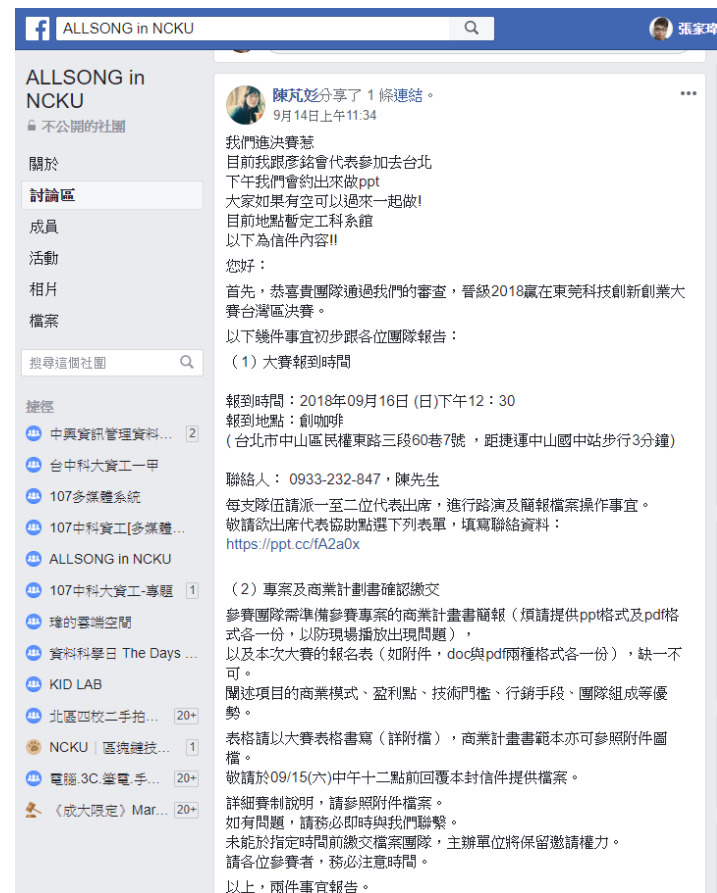 ALLSONG in NCKU
張家瑋
ALLSONG in
NCKU
不公開的社團
關於
討論區
成員
活動
相片
檔案
搜尋這個社團
捷徑
中興資訊管理資料... 2
台中科大資工一甲
107多媒體系統
107中科資工[多媒體...
ALLSONG in NCKU
107中科大資工-專題 1
瑋的雲端空間
資料科學日 The Days ...
KID LAB
北區四校二手拍... 20+
NCKU｜區塊鏈技... 1
電腦.3C.筆電.手... 20+
《成大限定》Mar... 20+
陳芃彣分享了 1 條連結。
9月14日上午11:34
我們進決賽惹
目前我跟彥銘會代表參加去台北
下午我們會約出來做ppt
大家如果有空可以過來一起做!
目前地點暫定工科系館
以下為信件內容!!
您好：
首先，恭喜貴團隊通過我們的審查，晉級2018贏在東莞科技創新創業大
賽台灣區決賽。
以下幾件事宜初步跟各位團隊報告：
（1）大賽報到時間
報到時間：2018年09月16日 (日)下午12：30
報到地點：創咖啡
( 台北市中山區民權東路三段60巷7號 ，距捷運中山國中站步行3分鐘)
聯絡人： 0933-232-847，陳先生
每支隊伍請派一至二位代表出席，進行路演及簡報檔案操作事宜。
敬請欲出席代表協助點選下列表單，填寫聯絡資料：
https://ppt.cc/fA2a0x
（2）專案及商業計劃書確認繳交
參賽團隊需準備參賽專案的商業計畫書簡報（煩請提供ppt格式及pdf格
式各一份，以防現場播放出現問題），
以及本次大賽的報名表（如附件，doc與pdf兩種格式各一份），缺一不
可。
闡述項目的商業模式、盈利點、技術門檻、行銷手段、團隊組成等優
勢。
表格請以大賽表格書寫（詳附檔），商業計畫書範本亦可參照附件圖
檔。
敬請於09/15(六)中午十二點前回覆本封信件提供檔案。
詳細賽制說明，請參照附件檔案。
如有問題，請務必即時與我們聯繫。
未能於指定時間前繳交檔案團隊，主辦單位將保留邀請權力。
請各位參賽者，務必注意時間。
以上，兩件事宜報告。